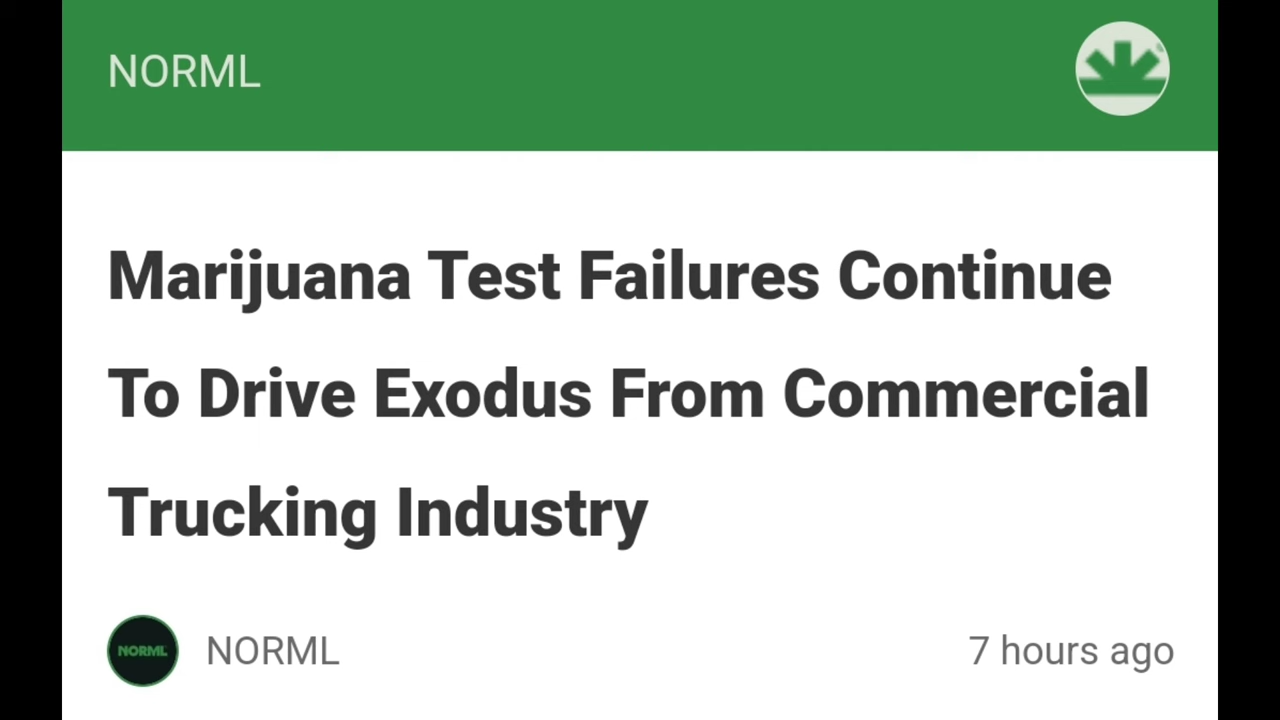 NORML
Marijuana Test Failures Continue
To Drive Exodus From Commercial
Trucking Industry
NORML
NORML
7 hours ago